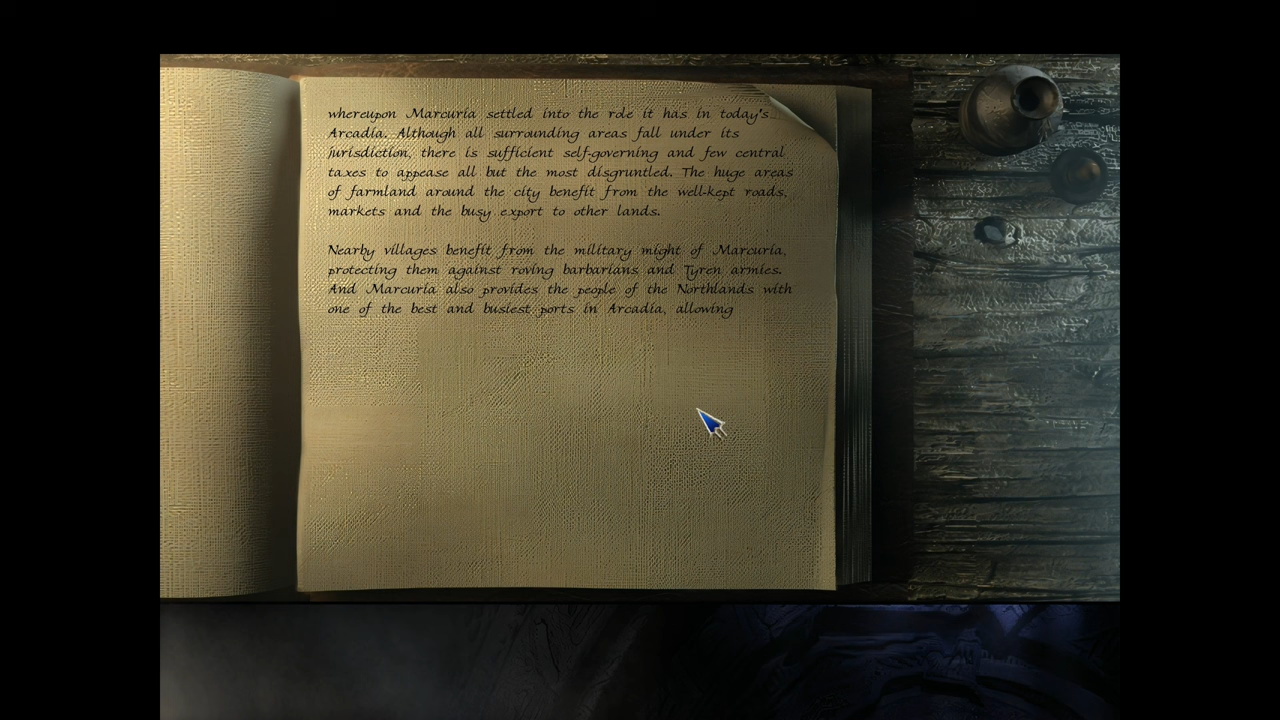 whereupon Marcuria settled into the role it has in today's
Arcadia. Although all surrounding areas fall under its
jurisdiction, there is sufficient self-governing and few central
taxes to appease all but the most disgruntled. The huge areas
of farmland around the city benefit from the well-kept roads,
markets and the busy export to other lands.
Nearby villages benefit from the military might of Marcuria,
protecting them against roving barbarians and Tyren armies.
And Marcuria also provides the people of the Northlands with
one of the best and busiest ports in Arcadia, allowing